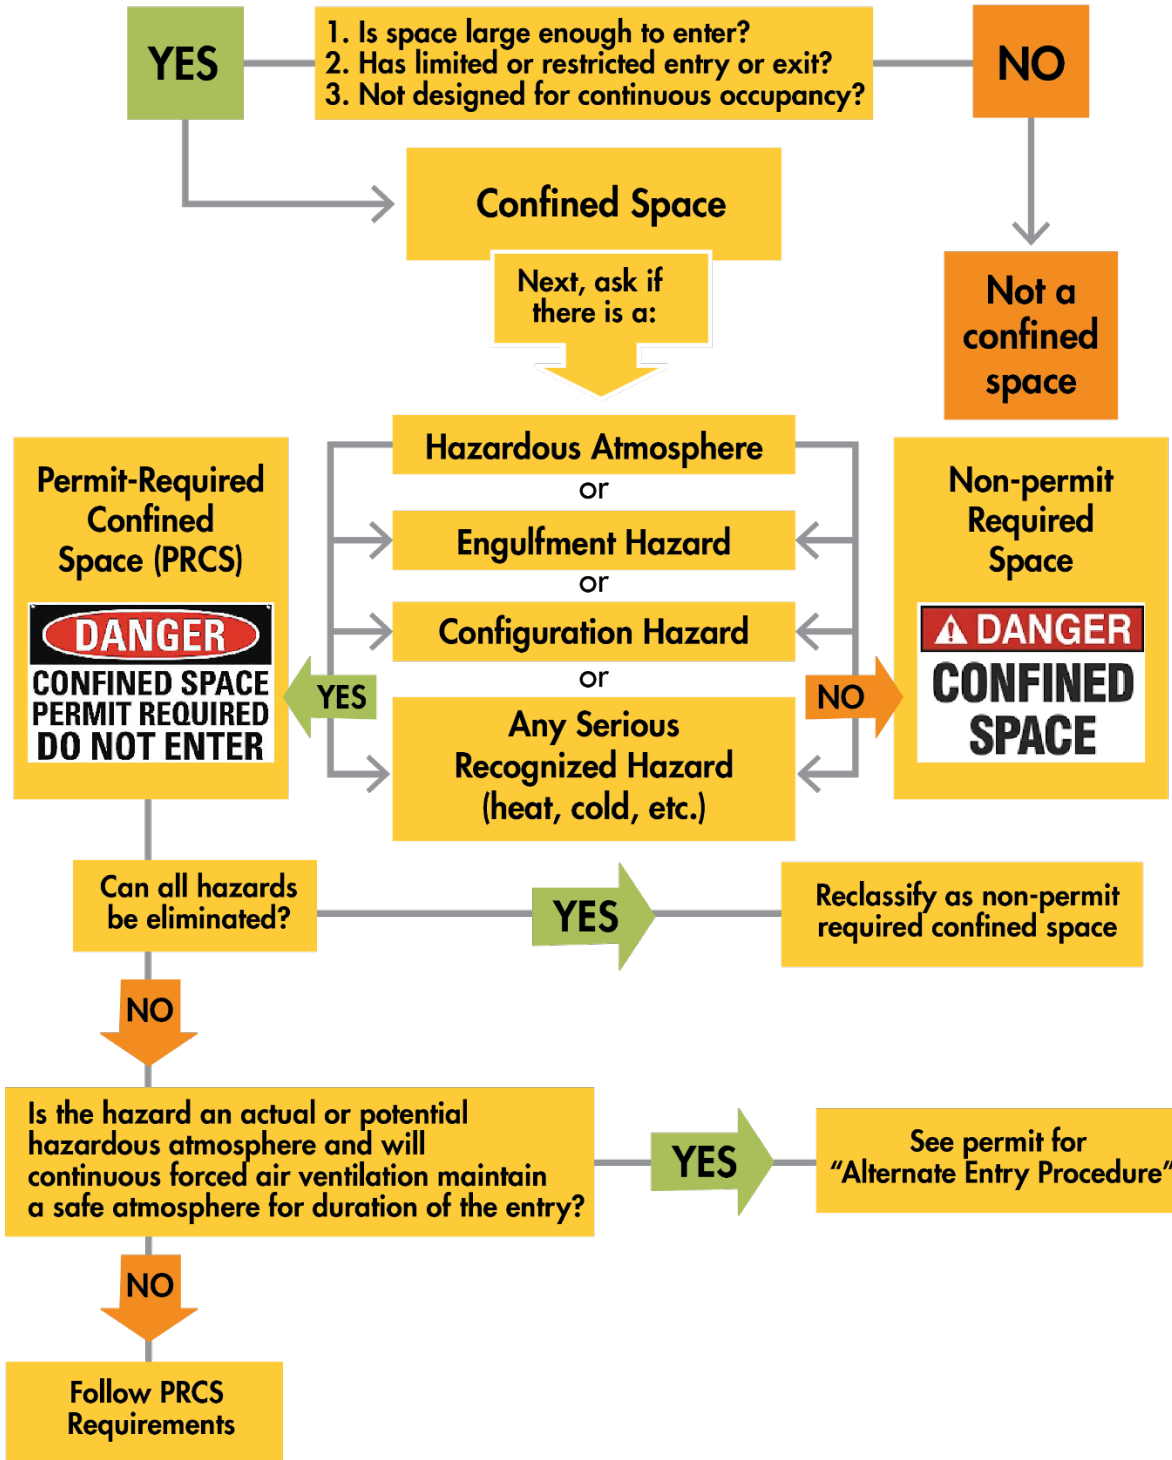 YES
1. Is space large enough to enter?
2. Has limited or restricted entry or exit?
3. Not designed for continuous occupancy?
NO
Confined Space
Next, ask if
there is a:
Not a
confined
space
Hazardous Atmosphere
or
Engulfment Hazard
or
Configuration Hazard
or
Any Serious
Recognized Hazard
(heat, cold, etc.)
Permit-Required
Confined
Space (PRCS)
DANGER
CONFINED SPACE
PERMIT REQUIRED
DO NOT ENTER
YES
NO
Non-permit
Required
Space
DANGER
CONFINED
SPACE
Can all hazards
be eliminated?
YES
Reclassify as non-permit
required confined space
NO
Is the hazard an actual or potential
hazardous atmosphere and will
continuous forced air ventilation maintain
a safe atmosphere for duration of the entry?
YES
See permit for
“Alternate Entry Procedure”
NO
Follow PRCS
Requirements